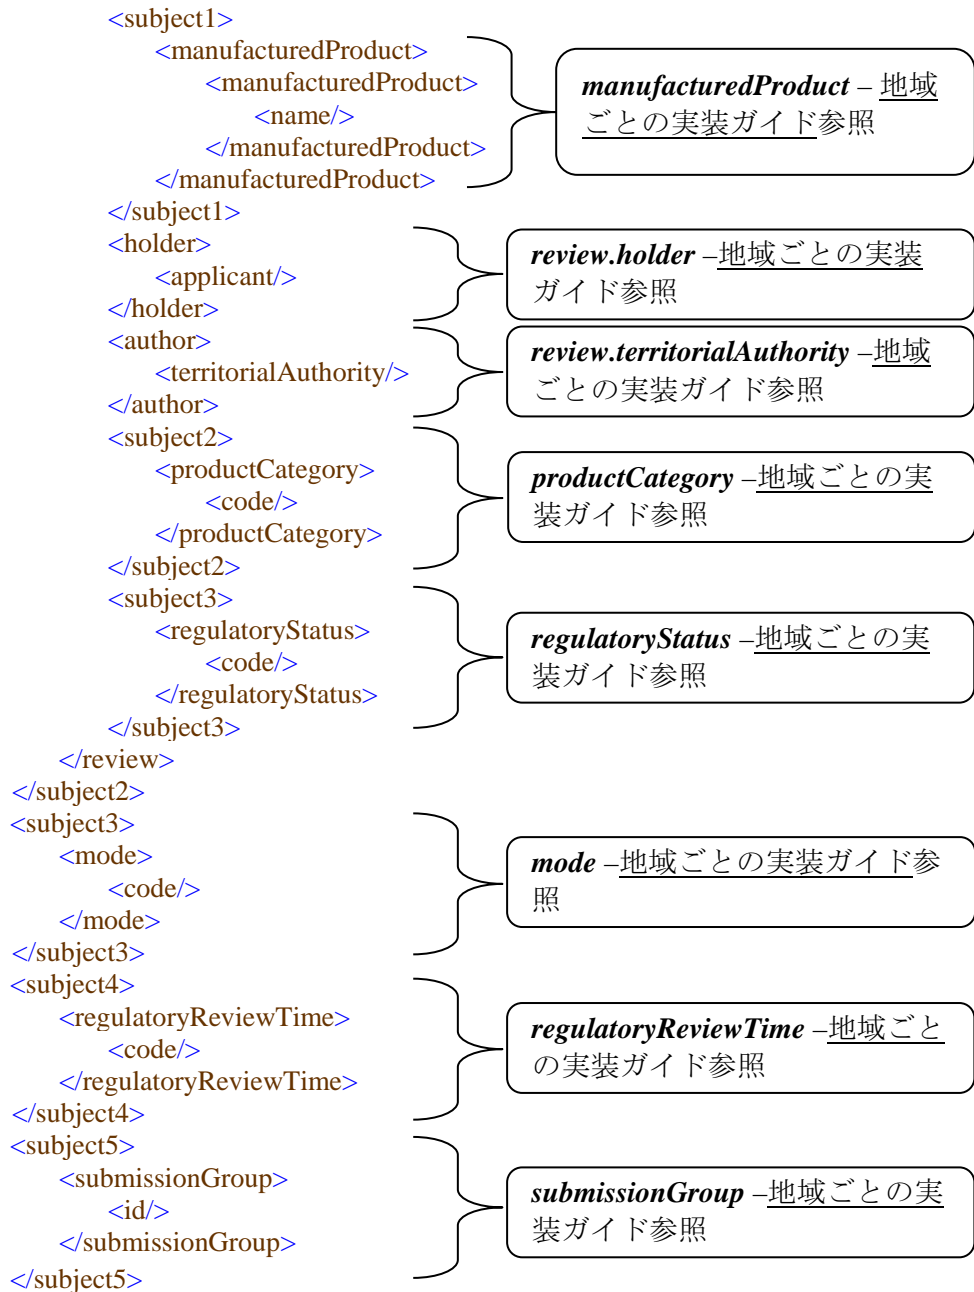 <subject1>
<manufacturedProduct>
<manufacturedProduct>
<name/>
</manufacturedProduct>
</manufacturedProduct>
</subject1>
manufacturedProduct – 地域
ごとの実装ガイド参照
<holder>
<applicant/>
</holder>
review.holder –地域ごとの実装
ガイド参照
<author>
<territorialAuthority/>
</author>
review.territorialAuthority –地域
ごとの実装ガイド参照
<subject2>
<productCategory>
<code/>
</productCategory>
</subject2>
productCategory –地域ごとの実
装ガイド参照
<subject3>
<regulatoryStatus>
<code/>
</regulatoryStatus>
</subject3>
regulatoryStatus –地域ごとの実
装ガイド参照
</review>
</subject2>
<subject3>
<mode>
<code/>
</mode>
</subject3>
mode –地域ごとの実装ガイド参
照
<subject4>
<regulatoryReviewTime>
<code/>
</regulatoryReviewTime>
</subject4>
regulatoryReviewTime –地域ごと
の実装ガイド参照
<subject5>
<submissionGroup>
<id/>
</submissionGroup>
</subject5>
submissionGroup –地域ごとの実
装ガイド参照